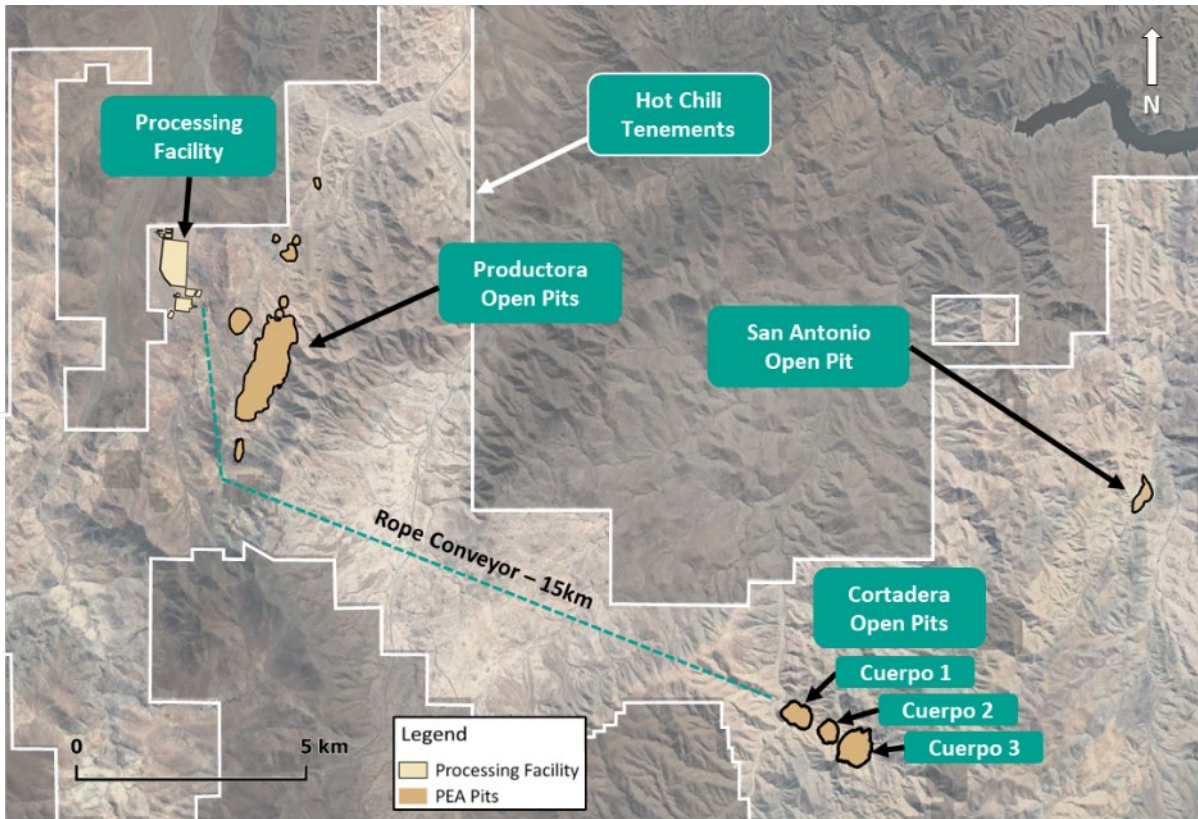 Processing
Facility
Hot Chili
Tenements
N
Productora
Open Pits
San Antonio
Open Pit
Rope Conveyor – 15km
Cortadera
Open Pits
Cuerpo 1
Cuerpo 2
Cuerpo 3
0 5 km
Legend
Processing Facility
PEA Pits